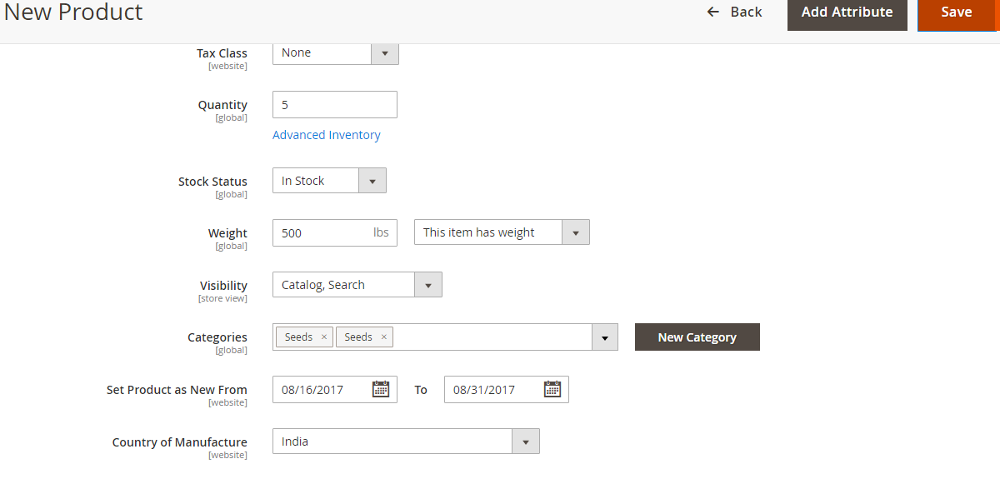 New Product
Back
Add Attribute
Save
Tax Class
[website]
None
Quantity
[global]
5
Advanced Inventory
Stock Status
[global]
In Stock
Weight
[global]
500 lbs
This item has weight
Visibility
[store view]
Catalog, Search
Categories
[global]
Seeds × Seeds ×
New Category
Set Product as New From
[website]
08/16/2017 To 08/31/2017
Country of Manufacture
[website]
India